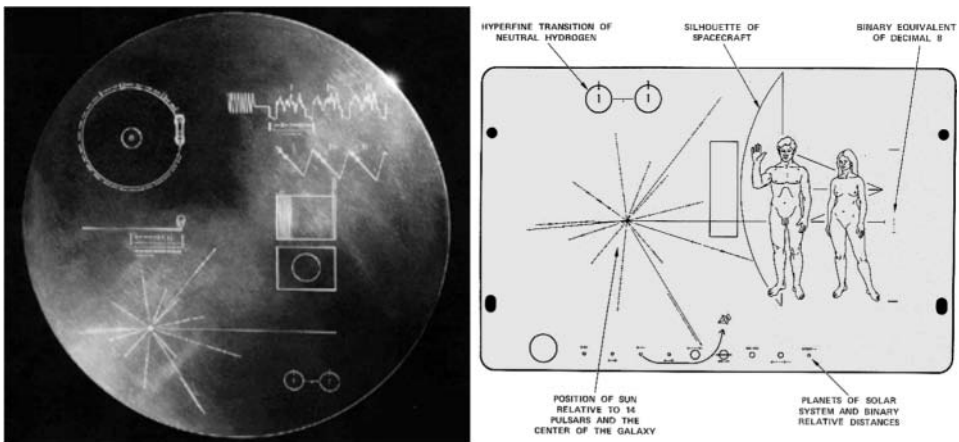 HYPERFINE TRANSITION OF
NEUTRAL HYDROGEN
SILHOUETTE OF
SPACECRAFT
BINARY EQUIVALENT
OF DECIMAL 8
POSITION OF SUN
RELATIVE TO 14
PULSARS AND THE
CENTER OF THE GALAXY
PLANETS OF SOLAR
SYSTEM AND BINARY
RELATIVE DISTANCES